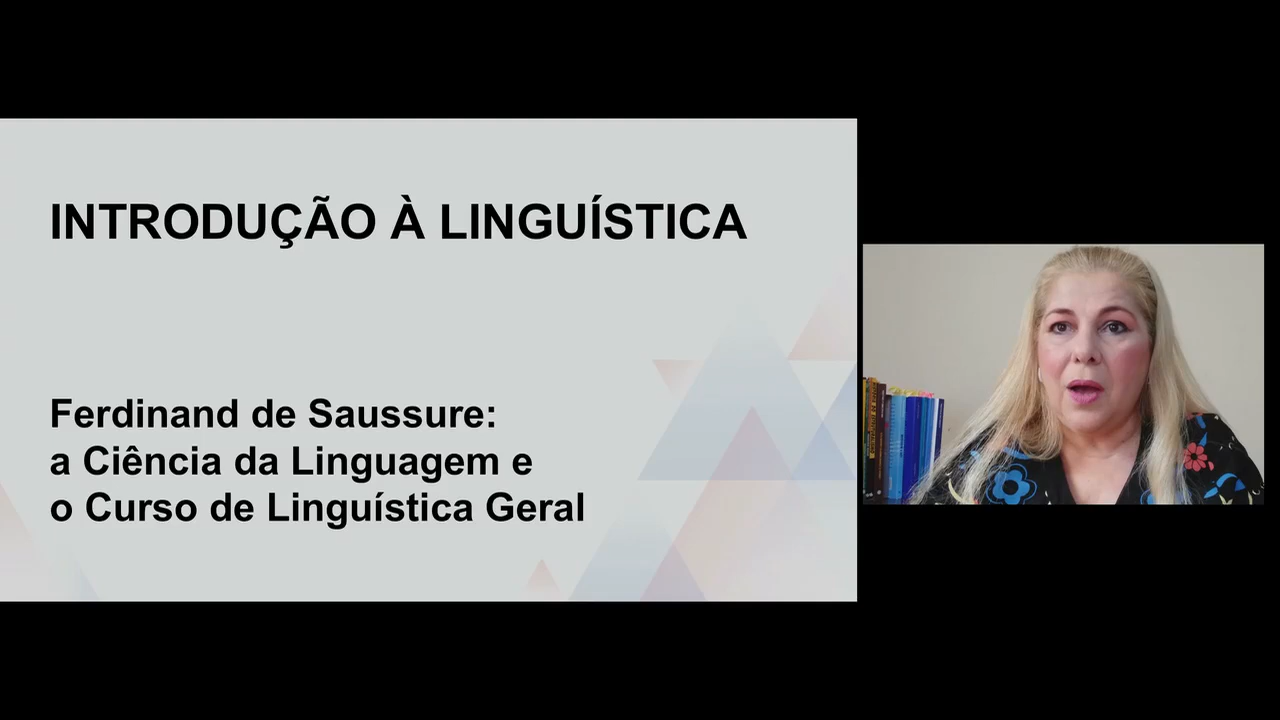 INTRODUÇÃO À LINGUÍSTICA
Ferdinand de Saussure:
a Ciência da Linguagem e
o Curso de Linguística Geral